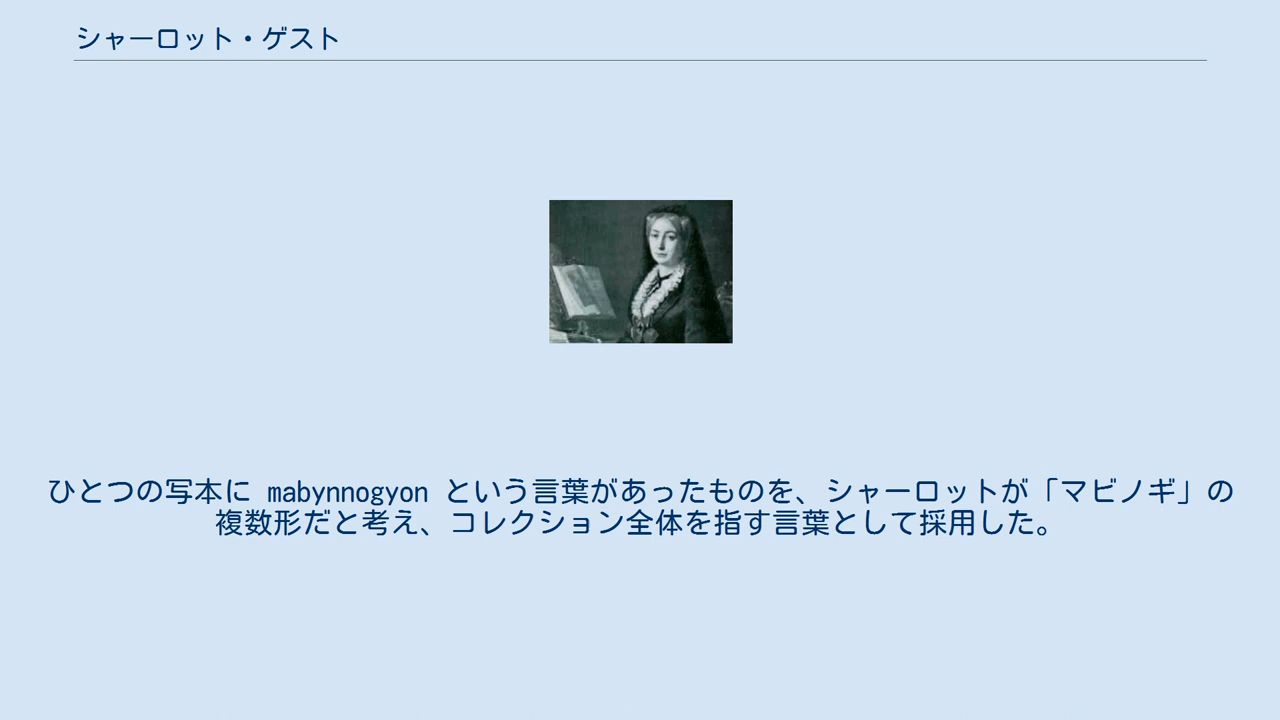 シャーロット・ゲスト
ひとつの写本に mabynnogyon という言葉があったものを、シャーロットが「マビノギ」の
複数形だと考え、コレクション全体を指す言葉として採用した。